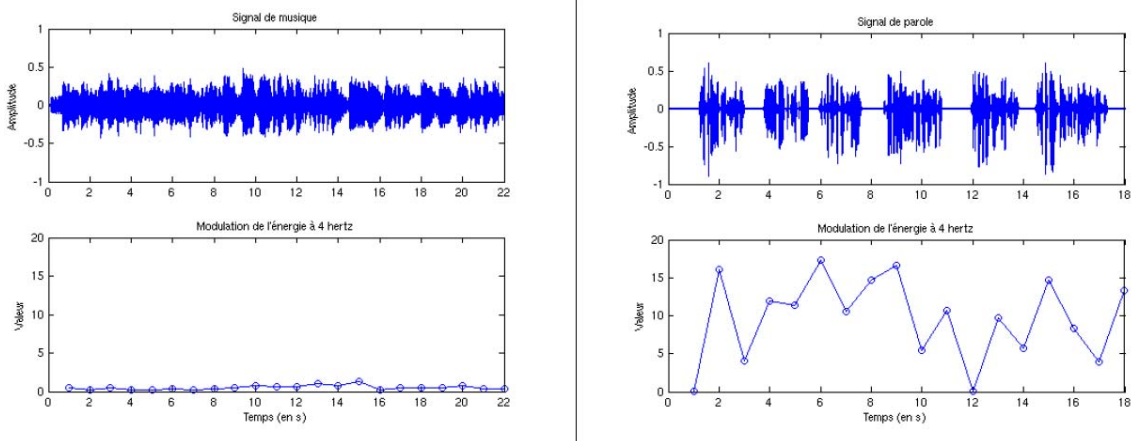 Signal de musique
1
0.5
0
-0.5
-1
Amplitude
0 2 4 6 8 10 12 14 16 18 20 22
Modulation de l'énergie à 4 hertz
20
15
10
5
0
Valeur
0 2 4 6 8 10 12 14 16 18 20 22
Temps (en s)
Signal de parole
1
0.5
0
-0.5
-1
Amplitude
0 2 4 6 8 10 12 14 16 18
Modulation de l'énergie à 4 hertz
20
15
10
5
0
Valeur
0 2 4 6 8 10 12 14 16 18
Temps (en s)